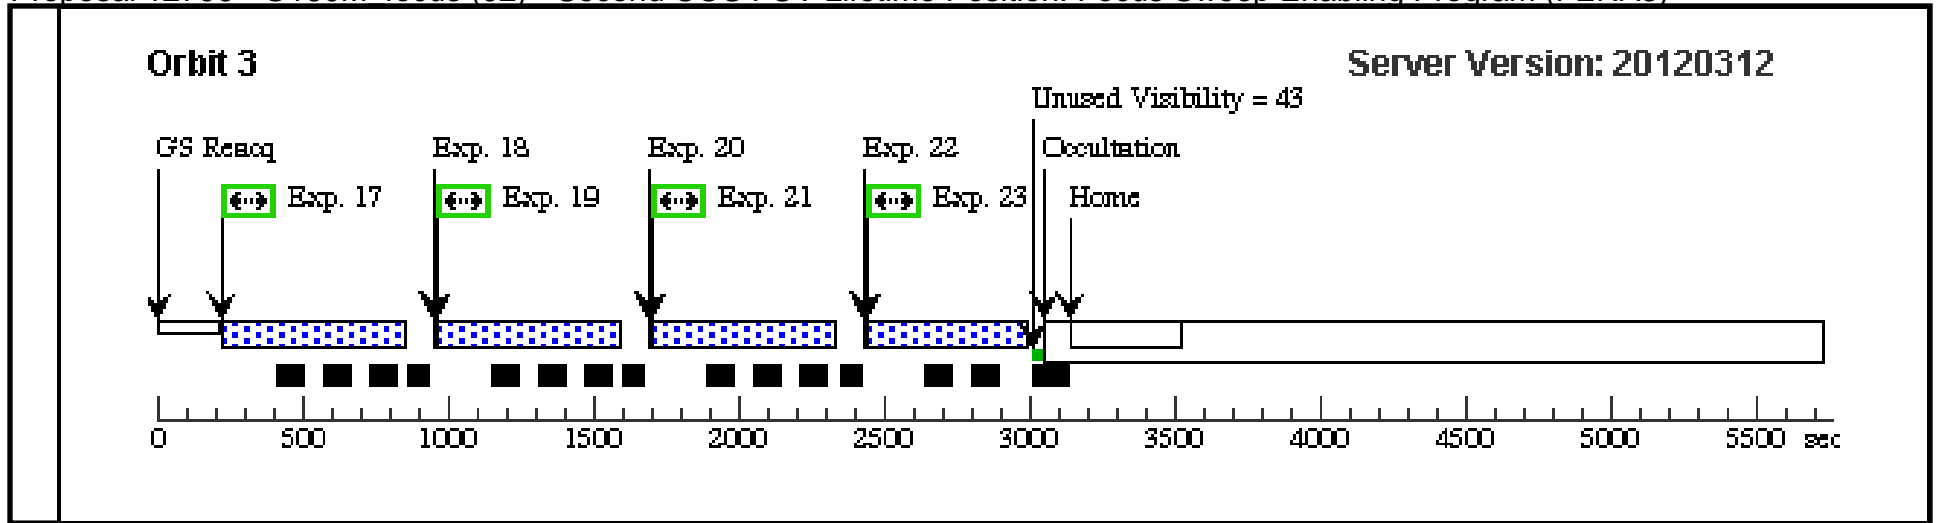 Orbit 3
Server Version: 20120312
Unused Visibility = 43
GS Reacq
Exp. 18
Exp. 20
Exp. 22
Occultation
Exp. 17
Exp. 19
Exp. 21
Exp. 23
Home
0
500
1000
1500
2000
2500
3000
3500
4000
4500
5000
5500
sec